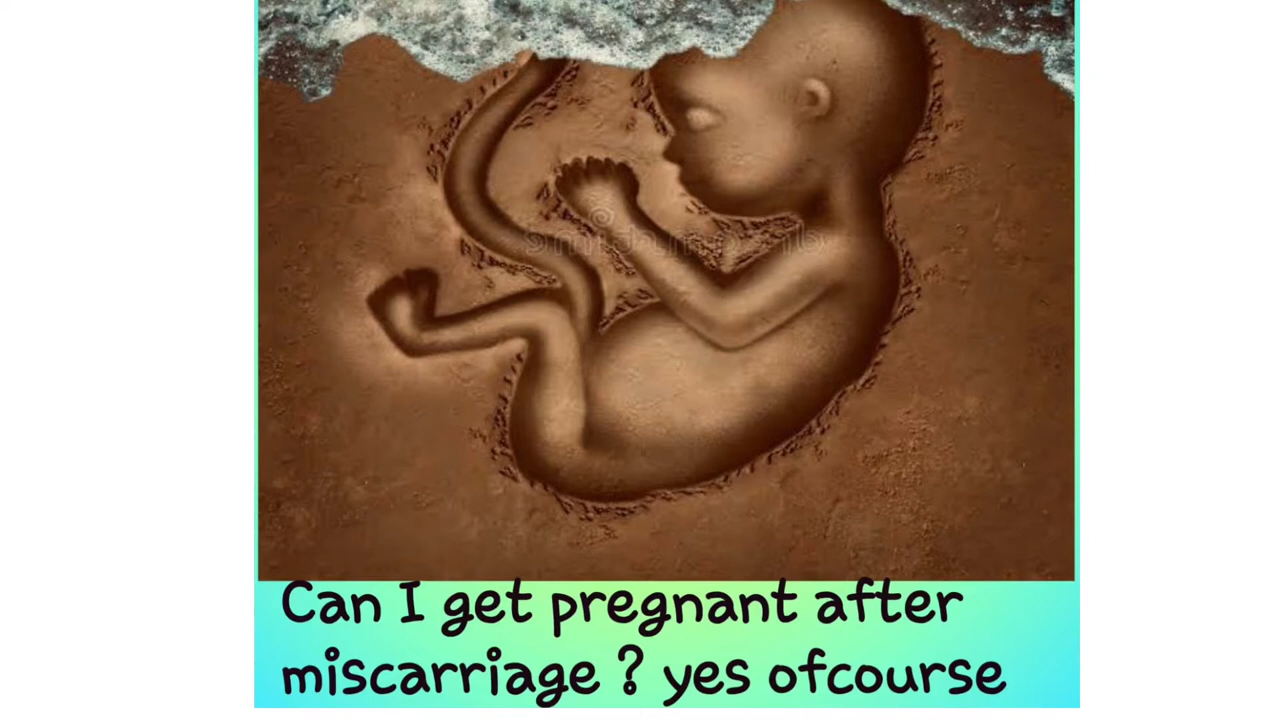 Can I get pregnant after
miscarriage ? yes ofcourse